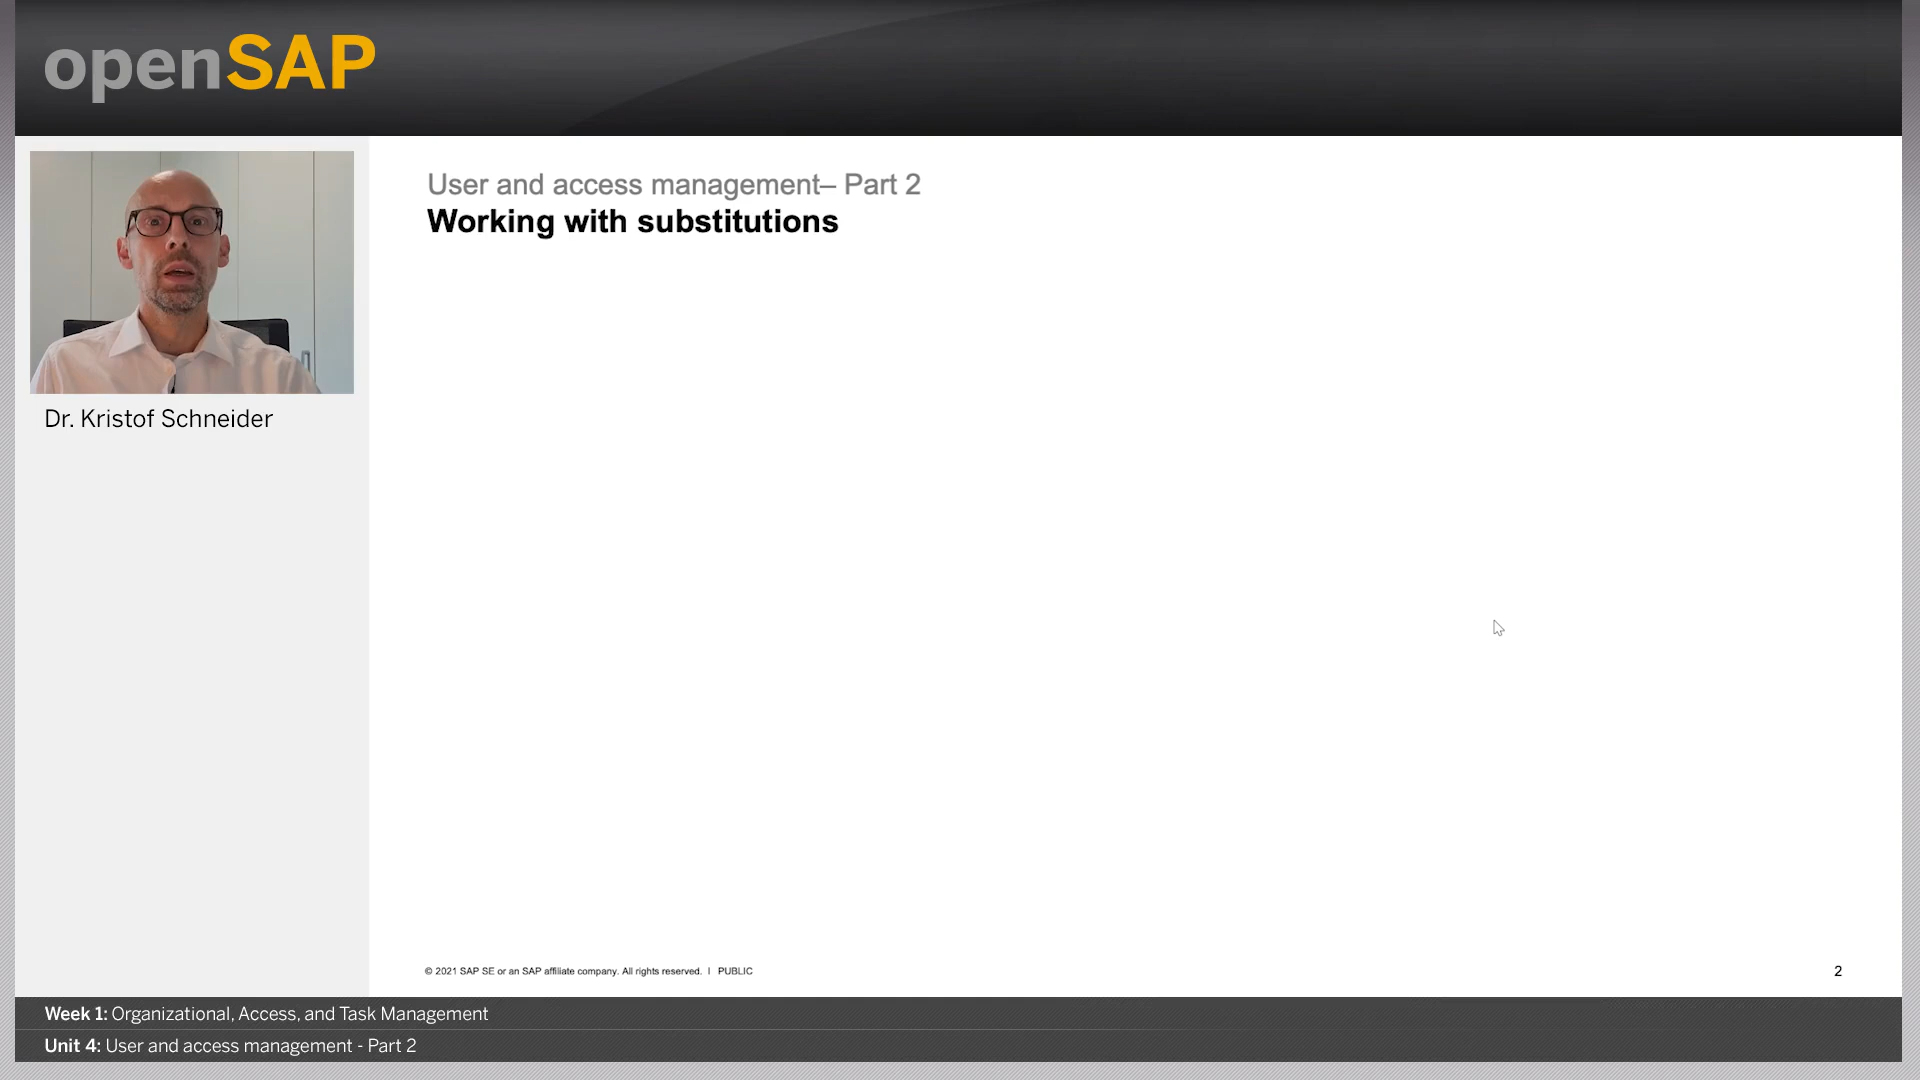 openSAP
User and access management– Part 2
Working with substitutions
Dr. Kristof Schneider
© 2021 SAP SE or an SAP affiliate company. All rights reserved. I PUBLIC
2
Week 1: Organizational, Access, and Task Management
Unit 4: User and access management - Part 2